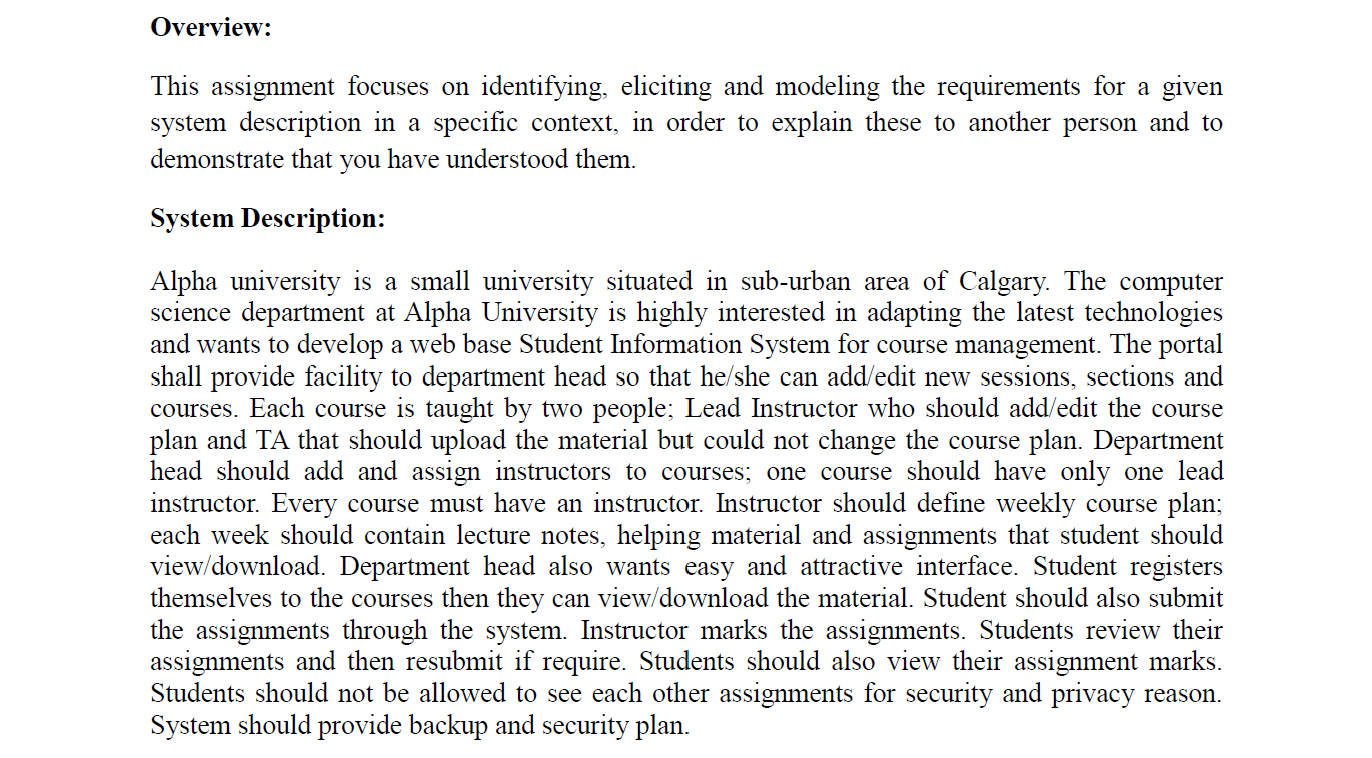 Overview:
This assignment focuses on identifying, eliciting and modeling the requirements for a given
system description in a specific context, in order to explain these to another person and to
demonstrate that you have understood them.
System Description:
Alpha university is a small university situated in sub-urban area of Calgary. The computer
science department at Alpha University is highly interested in adapting the latest technologies
and wants to develop a web base Student Information System for course management. The portal
shall provide facility to department head so that he/she can add/edit new sessions, sections and
courses. Each course is taught by two people; Lead Instructor who should add/edit the course
plan and TA that should upload the material but could not change the course plan. Department
head should add and assign instructors to courses; one course should have only one lead
instructor. Every course must have an instructor. Instructor should define weekly course plan;
each week should contain lecture notes, helping material and assignments that student should
view/download. Department head also wants easy and attractive interface. Student registers
themselves to the courses then they can view/download the material. Student should also submit
the assignments through the system. Instructor marks the assignments. Students review their
assignments and then resubmit if require. Students should also view their assignment marks.
Students should not be allowed to see each other assignments for security and privacy reason.
System should provide backup and security plan.